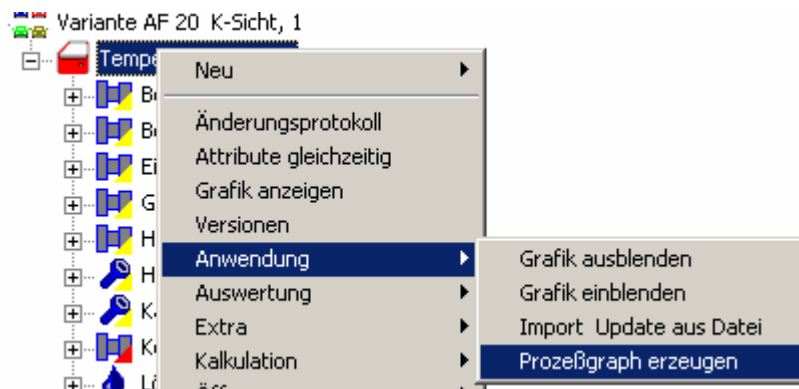 Variante AF 20 K-Sicht, 1
Tempe
Neu
Änderungsprotokoll
Attribute gleichzeitig
Grafik anzeigen
Versionen
Anwendung
Auswertung
Extra
Kalkulation
Grafik ausblenden
Grafik einblenden
Import Update aus Datei
Prozeßgraph erzeugen